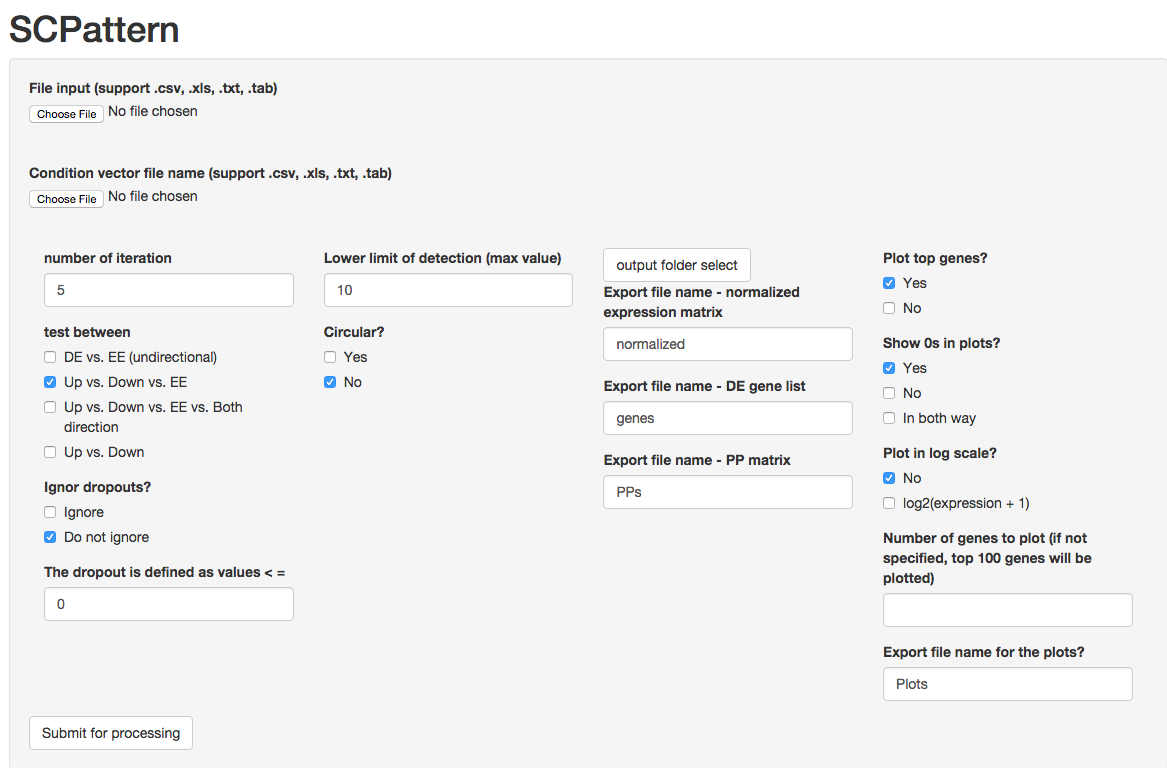 SCPattern
File input (support .csv, .xls, .txt, .tab)
Choose File No file chosen
Condition vector file name (support .csv, .xls, .txt, .tab)
Choose File No file chosen
number of iteration
5
test between
DE vs. EE (undirectional)
Up vs. Down vs. EE
Up vs. Down vs. EE vs. Both
direction
Up vs. Down
Ignor dropouts?
Ignore
Do not ignore
The dropout is defined as values < =
0
Lower limit of detection (max value)
10
Circular?
Yes
No
output folder select
Export file name - normalized
expression matrix
normalized
Export file name - DE gene list
genes
Export file name - PP matrix
PPs
Plot top genes?
Yes
No
Show 0s in plots?
Yes
No
In both way
Plot in log scale?
No
log2(expression + 1)
Number of genes to plot (if not
specified, top 100 genes will be
plotted)
Export file name for the plots?
Plots
Submit for processing